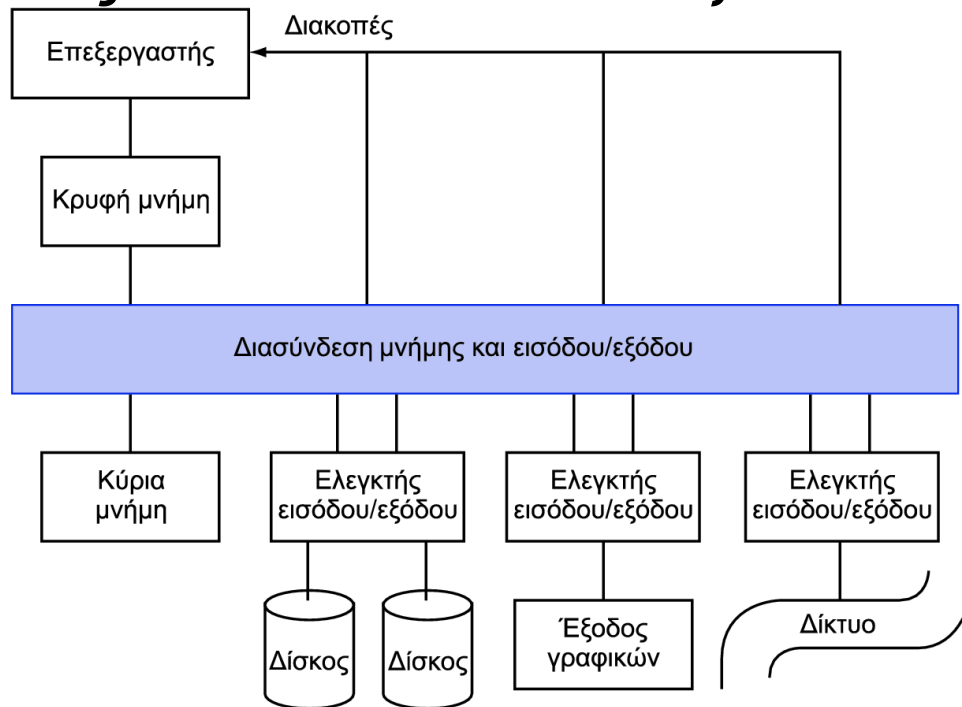 Διακοπές
Επεξεργαστής
Κρυφή μνήμη
Διασύνδεση μνήμης και εισόδου/εξόδου
Κύρια
μνήμη
Ελεγκτής
εισόδου/εξόδου
Ελεγκτής
εισόδου/εξόδου
Ελεγκτής
εισόδου/εξόδου
Δίσκος
Δίσκος
Έξοδος
γραφικών
Δίκτυο